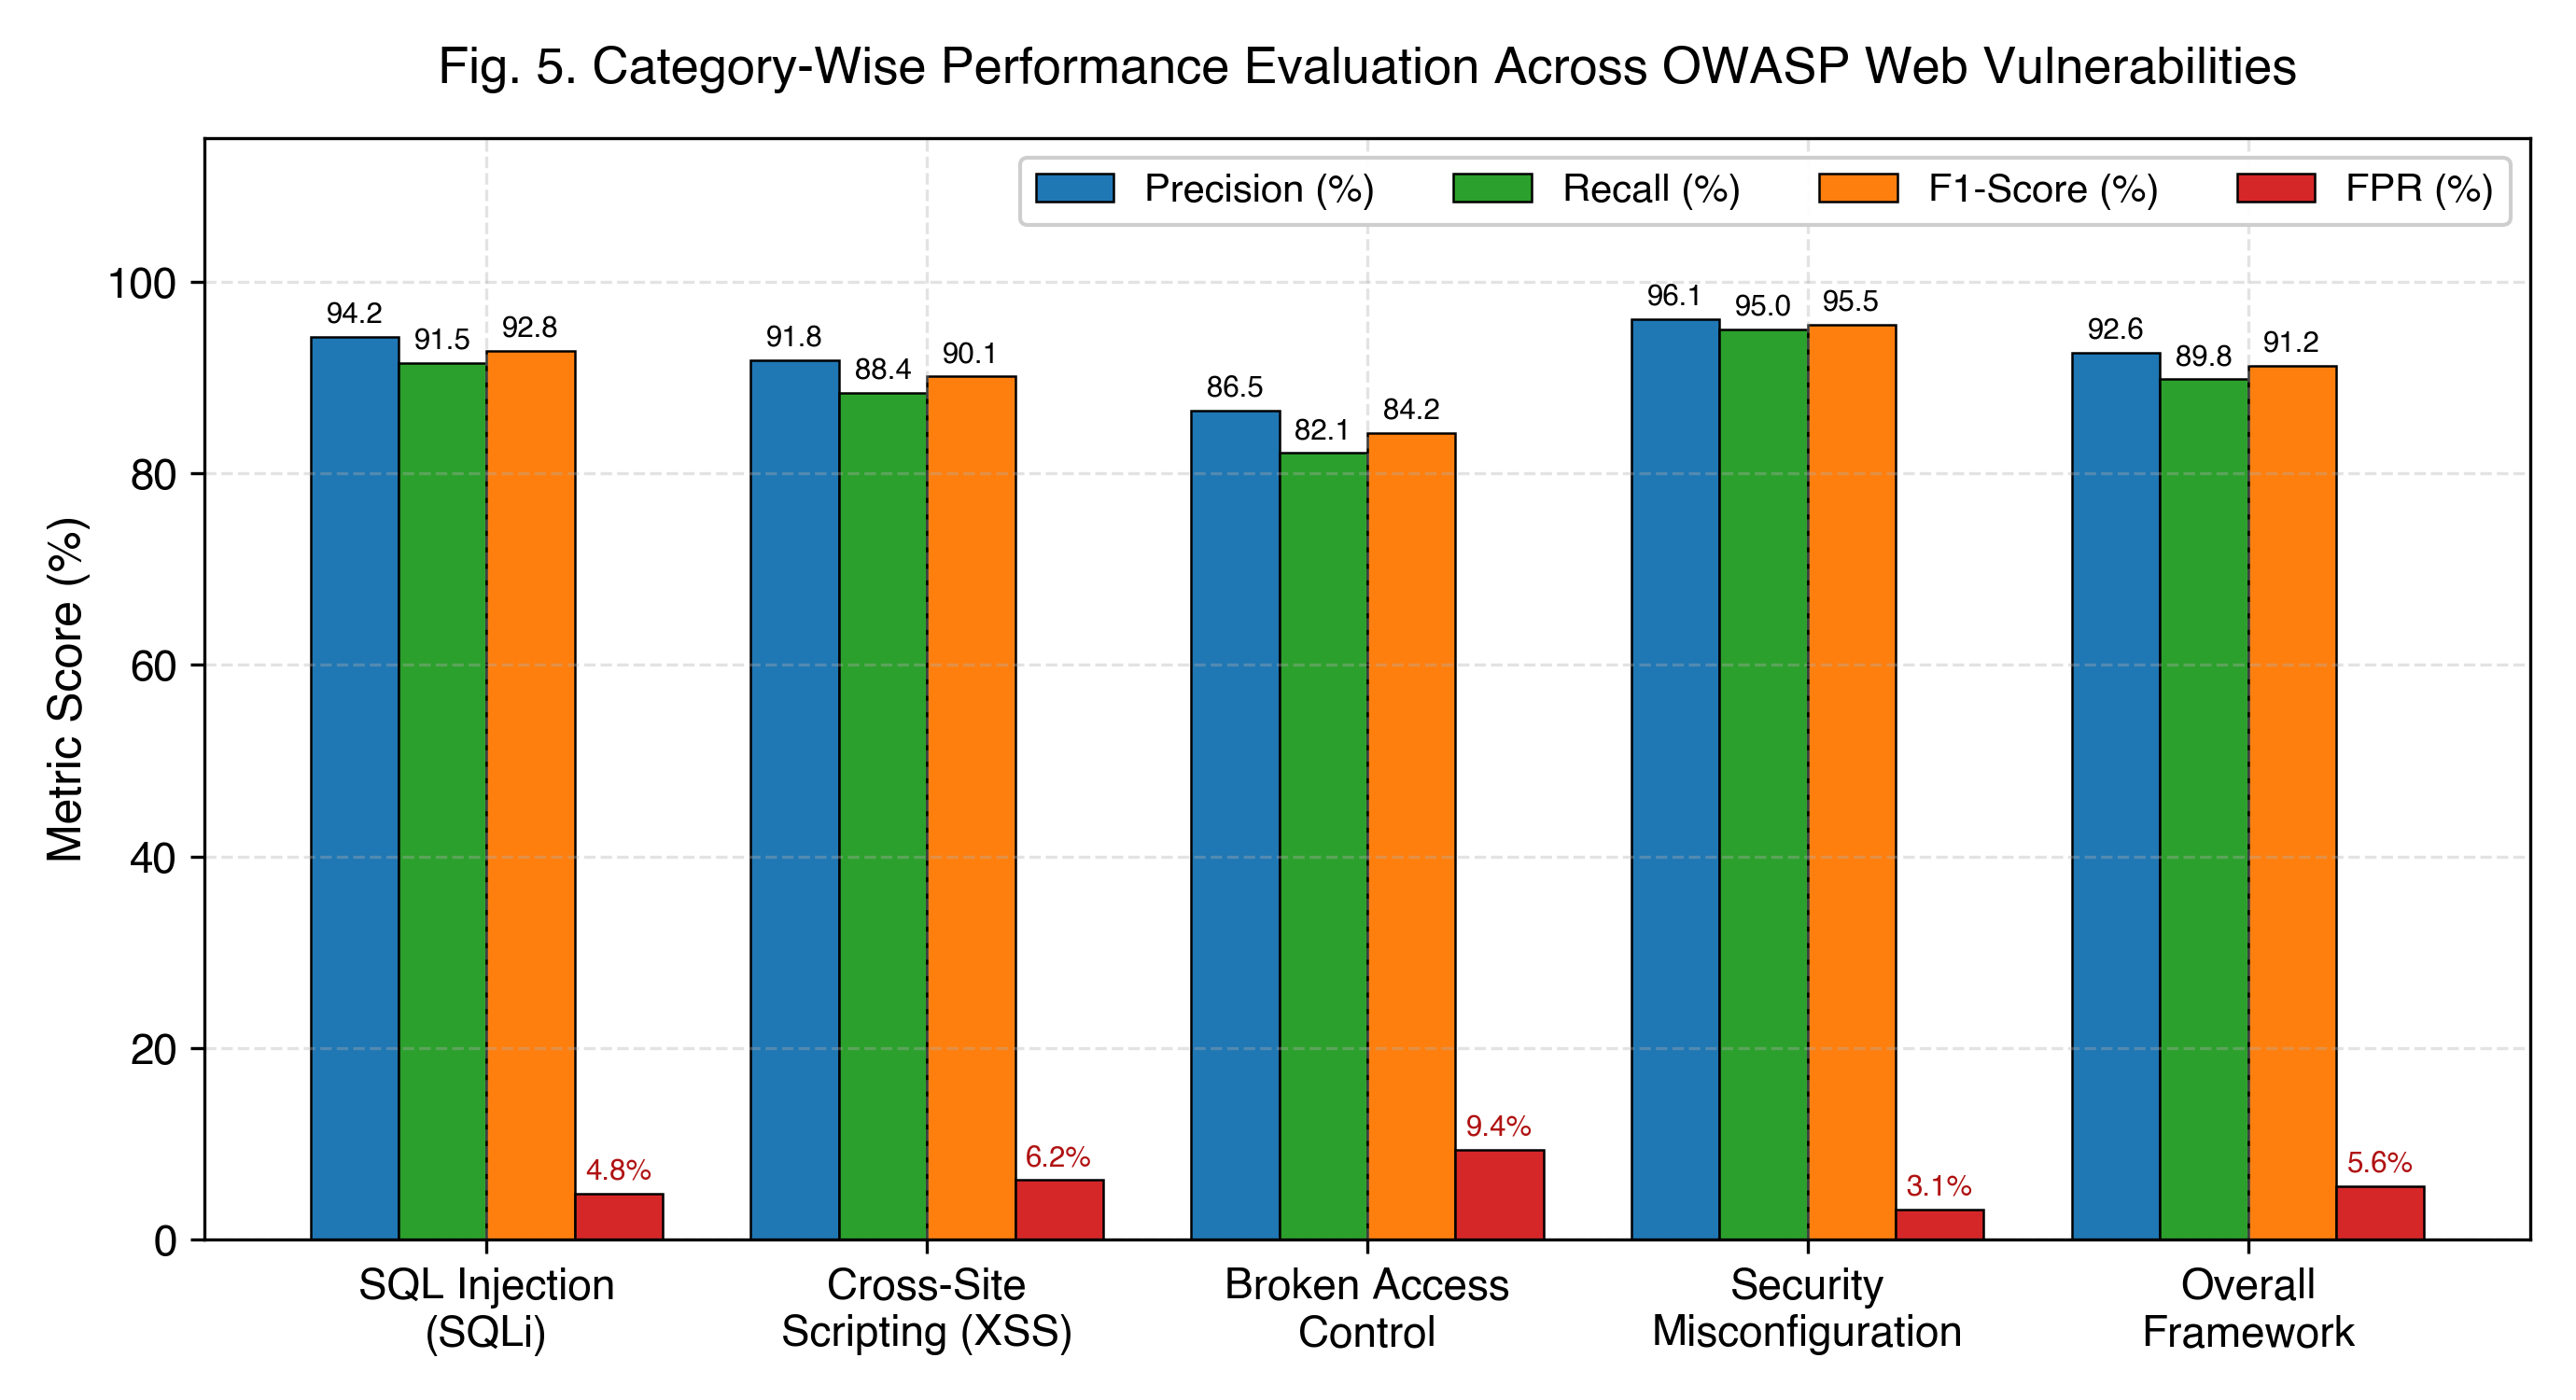 Fig. 5. Category-Wise Performance Evaluation Across OWASP Web Vulnerabilities
Precision (%) Recall (%) F1-Score (%) FPR (%)
Metric Score (%)
100
80
60
40
20
0
94.2 91.5 92.8 4.8%
91.8 88.4 90.1 6.2%
86.5 82.1 84.2 9.4%
96.1 95.0 95.5 3.1%
92.6 89.8 91.2 5.6%
SQL Injection
(SQLi)
Cross-Site
Scripting (XSS)
Broken Access
Control
Security
Misconfiguration
Overall
Framework